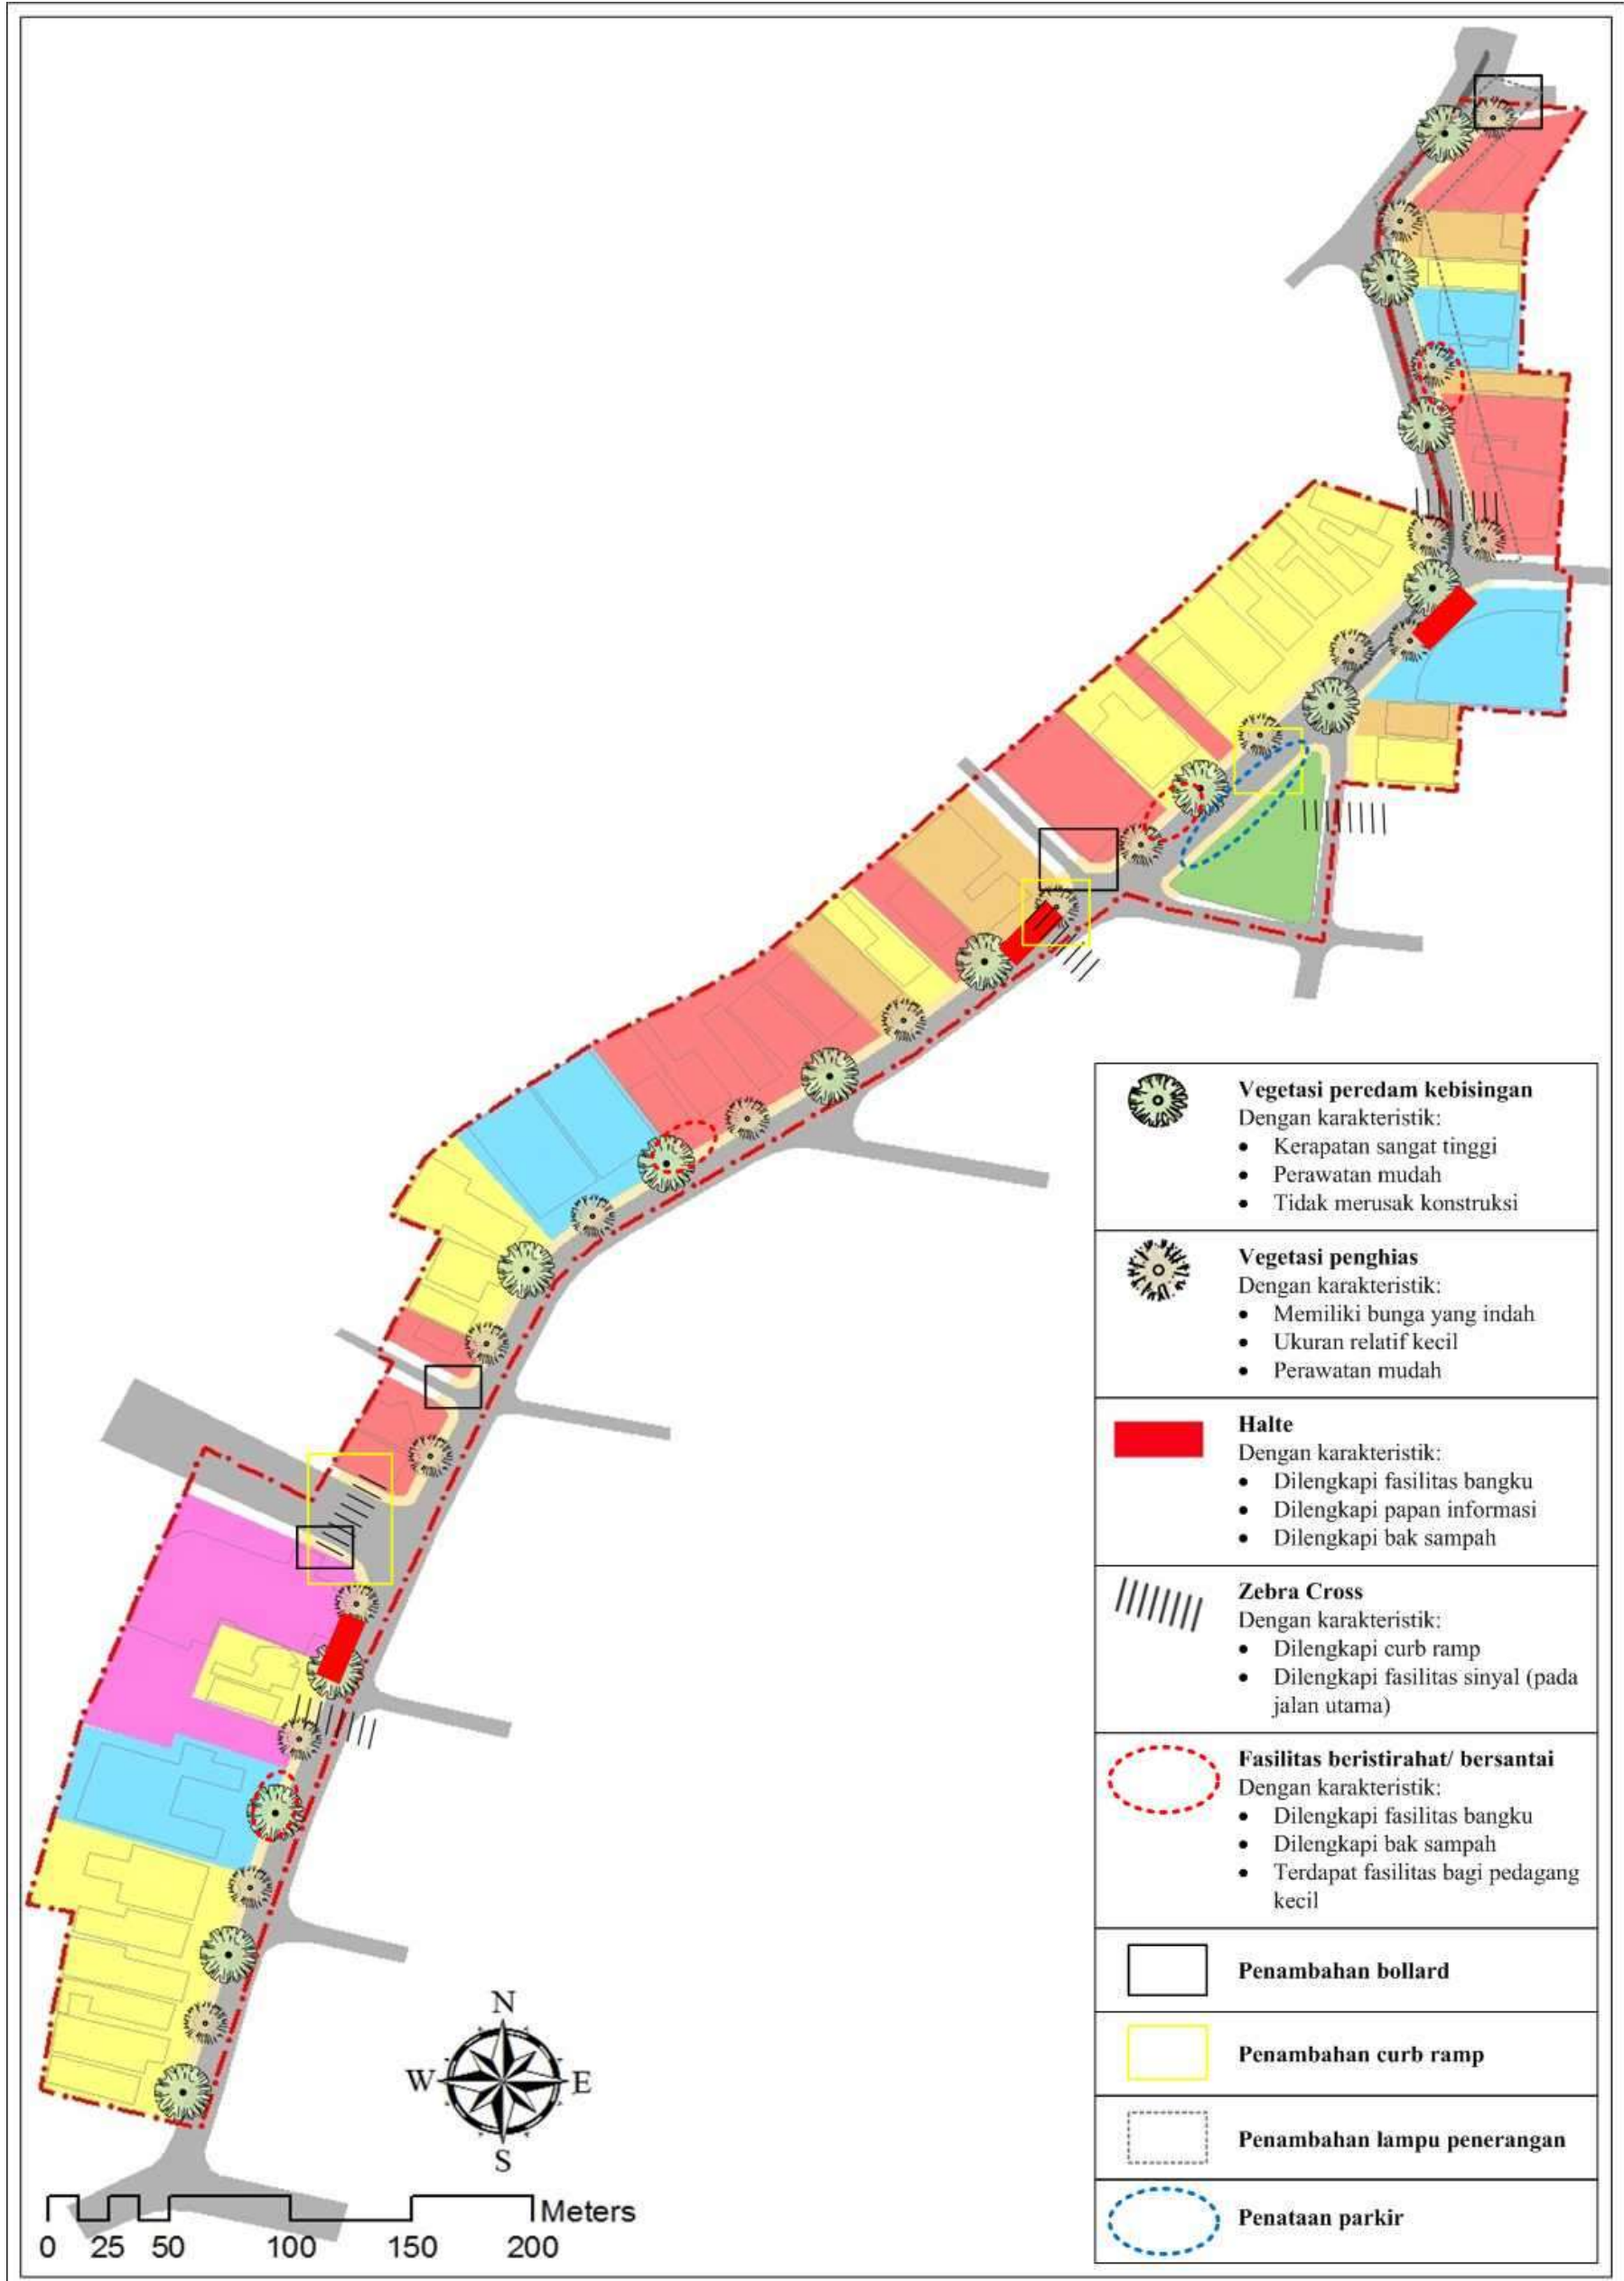 Vegetasi peredam kebisingan
Dengan karakteristik:
• Kerapatan sangat tinggi
• Perawatan mudah
• Tidak merusak konstruksi
Vegetasi penghias
Dengan karakteristik:
• Memiliki bunga yang indah
• Ukuran relatif kecil
• Perawatan mudah
Halte
Dengan karakteristik:
• Dilengkapi fasilitas bangku
• Dilengkapi papan informasi
• Dilengkapi bak sampah
Zebra Cross
Dengan karakteristik:
• Dilengkapi curb ramp
• Dilengkapi fasilitas sinyal (pada
jalan utama)
Fasilitas beristirahat/ bersantai
Dengan karakteristik:
• Dilengkapi fasilitas bangku
• Dilengkapi bak sampah
• Terdapat fasilitas bagi pedagang
kecil
Penambahan bollard
Penambahan curb ramp
Penambahan lampu penerangan
Penataan parkir
N
W E
S
Meters
0 25 50 100 150 200